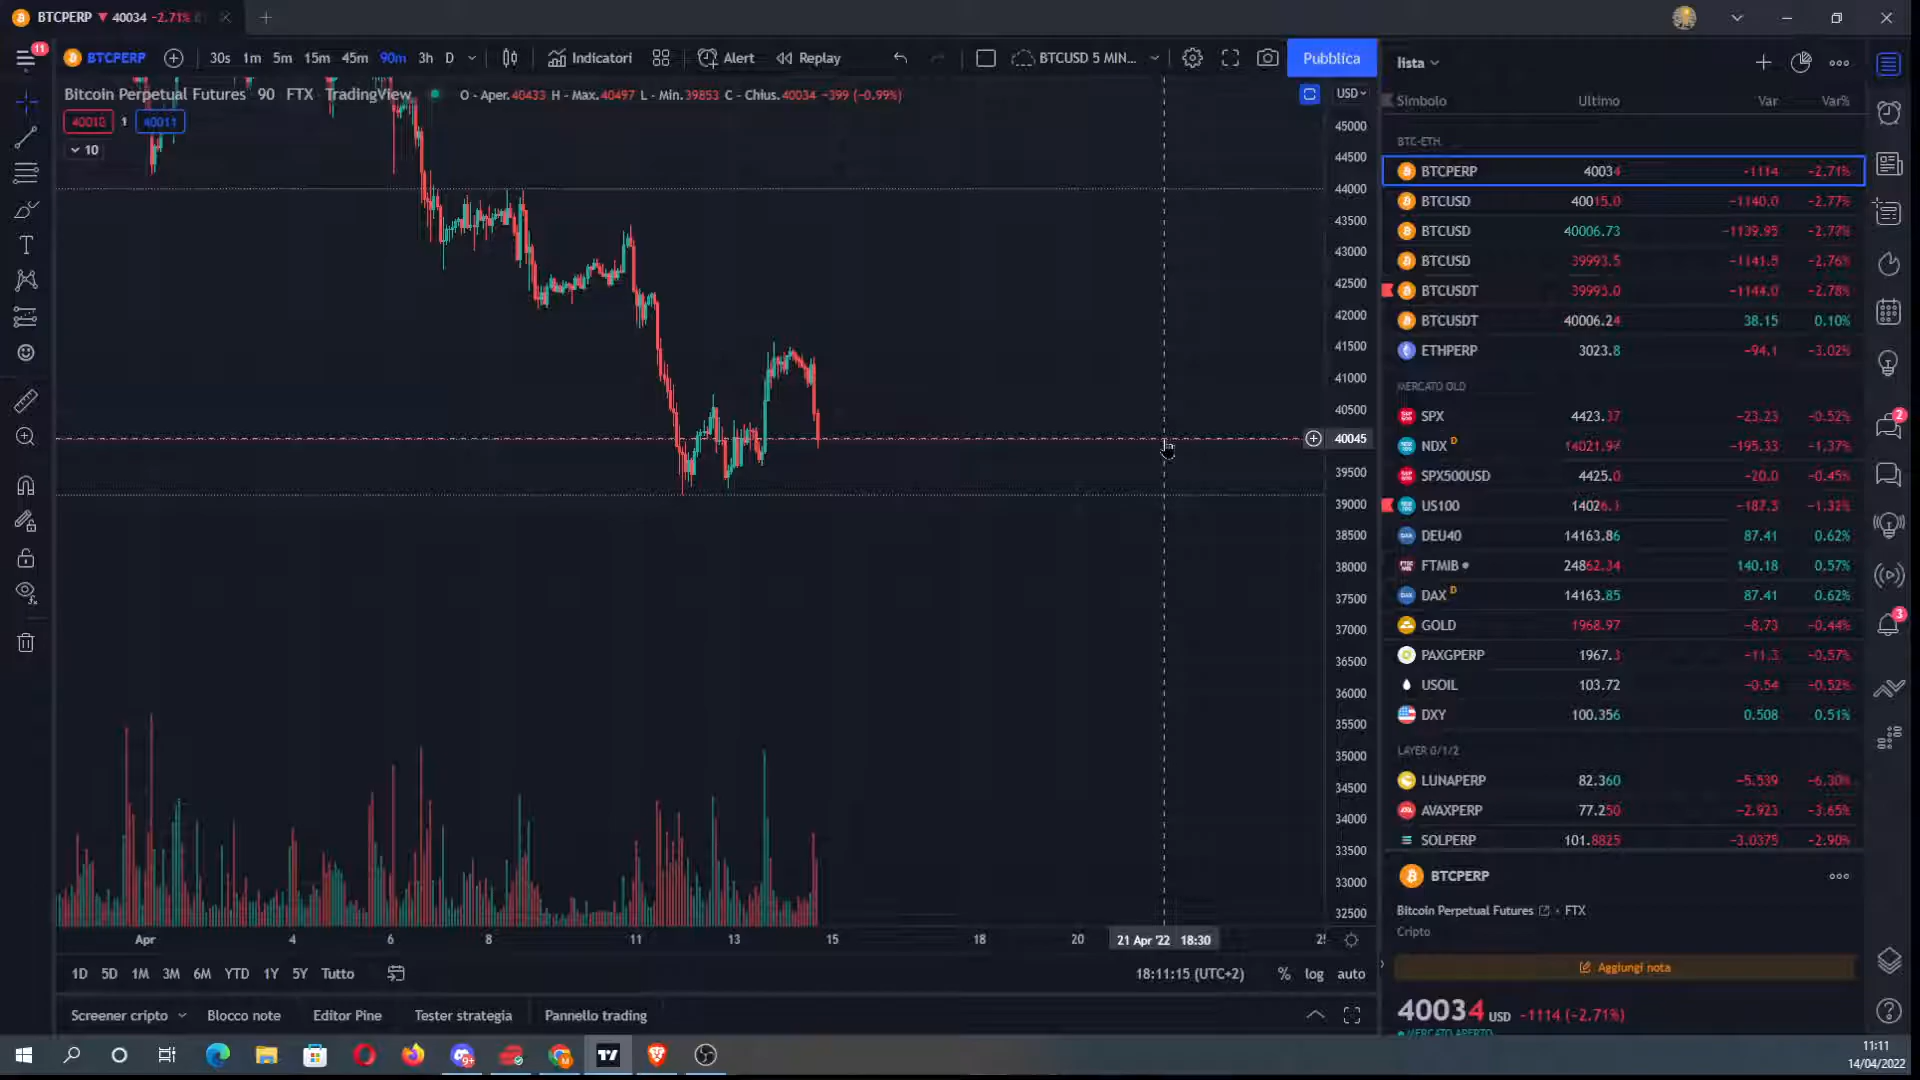 BTCPERP ▼ 40034 -2.71%
11
BTCPERP 30s 1m 5m 15m 45m 90m 3h D Indicatori Alert Replay BTCUSD 5 MIN... Pubblica
Bitcoin Perpetual Futures 90 FTX TradingView O - Aper.40433 H - Max.40497 L - Min.39853 C - Chius.40034 -399 (-0.99%) USD
40010 1 40011
10
45000
44500
44000
43500
43000
42500
42000
41500
41000
40500
40045
39500
39000
38500
38000
37500
37000
36500
36000
35500
35000
34500
34000
33500
33000
32500
Apr 4 6 8 11 13 15 18 20 21 Apr '22 18:30
1D 5D 1M 3M 6M YTD 1Y 5Y Tutto 18:11:15 (UTC+2) % log auto
Screener cripto Blocco note Editor Pine Tester strategia Pannello trading
lista
Simbolo Ultimo Var Var%
BTC-ETH
BTCPERP 40034 -1114 -2.71%
BTCUSD 40015.0 -1140.0 -2.77%
BTCUSD 40006.73 -1139.95 -2.77%
BTCUSD 39993.5 -1141.5 -2.76%
BTCUSDT 39995.0 -1144.0 -2.78%
BTCUSDT 40006.24 38.15 0.10%
ETHPERP 3023.8 -94.1 -3.02%
MERCATO OLD
SPX 4423.37 -23.23 -0.52%
NDX D 14021.97 -195.33 -1.37%
SPX500USD 4425.0 -20.0 -0.45%
US100 14026.1 -187.3 -1.32%
DEU40 14163.86 87.41 0.62%
FTMIB 24862.34 140.18 0.57%
DAX D 14163.85 87.41 0.62%
GOLD 1968.97 -8.73 -0.44%
PAXGPERP 1967.3 -11.3 -0.57%
USOIL 103.72 -0.54 -0.52%
DXY 100.356 0.508 0.51%
LAYER 0/1/2
LUNAPERP 82.360 -5.539 -6.30%
AVAXPERP 77.250 -2.923 -3.65%
SOLPERP 101.8825 -3.0375 -2.90%
BTCPERP
Bitcoin Perpetual Futures · FTX
Cripto
Aggiungi nota
40034 USD -1114 (-2.71%)
MERCATO APERTO
2
3
9+
11:11
14/04/2022